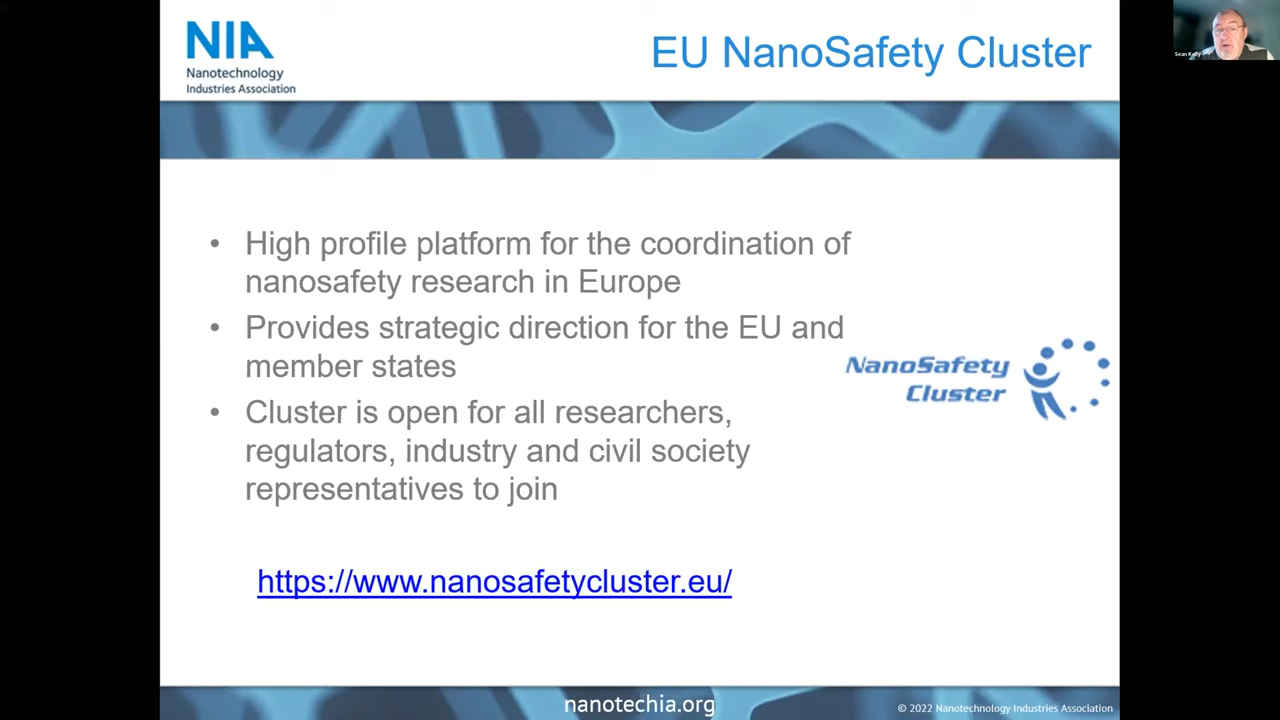 NIA
Nanotechnology
Industries Association
EU NanoSafety Cluster
Sean Kelly
• High profile platform for the coordination of
nanosafety research in Europe
• Provides strategic direction for the EU and
member states
• Cluster is open for all researchers,
regulators, industry and civil society
representatives to join
NanoSafety
Cluster
https://www.nanosafetycluster.eu/
nanotechia.org
© 2022 Nanotechnology Industries Association